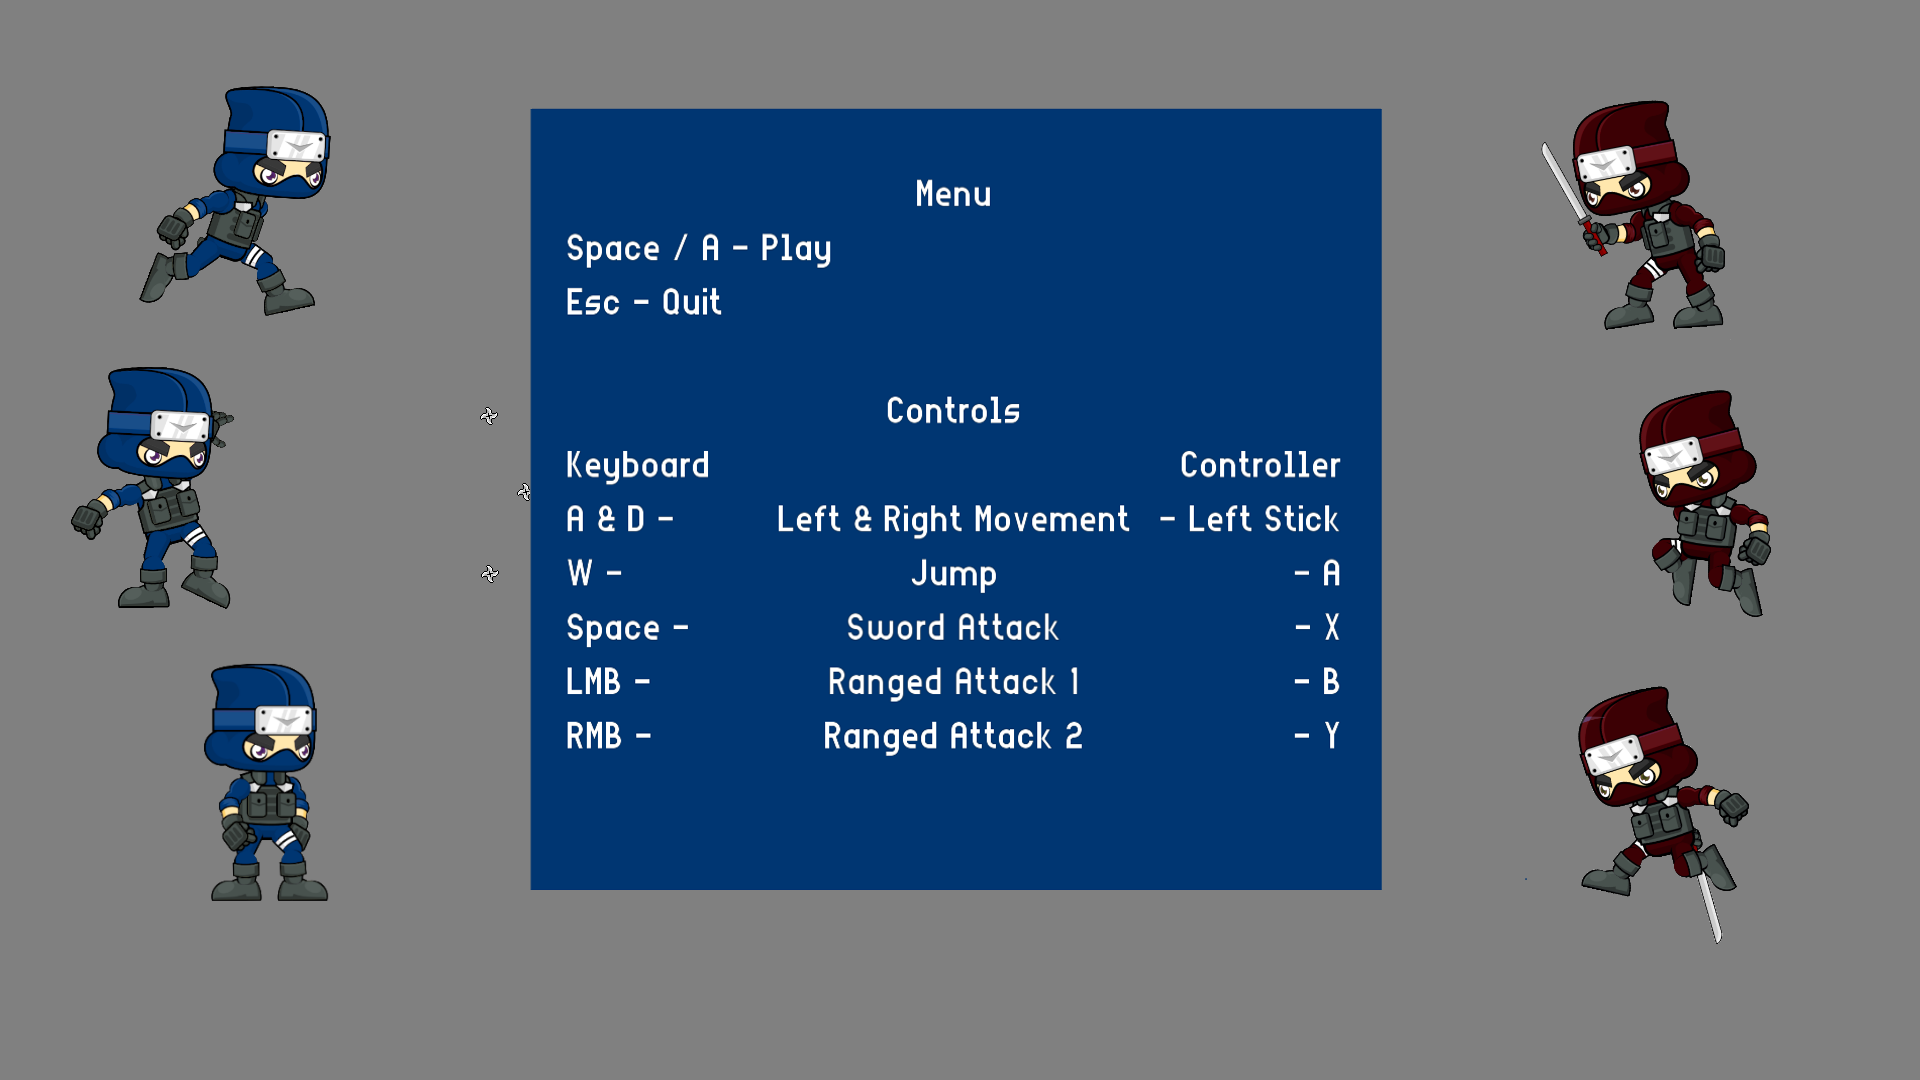 Menu
Space / A - Play
Esc - Quit
Controls
Keyboard Controller
A & D - Left & Right Movement - Left Stick
W - Jump - A
Space - Sword Attack - X
LMB - Ranged Attack 1 - B
RMB - Ranged Attack 2 - Y